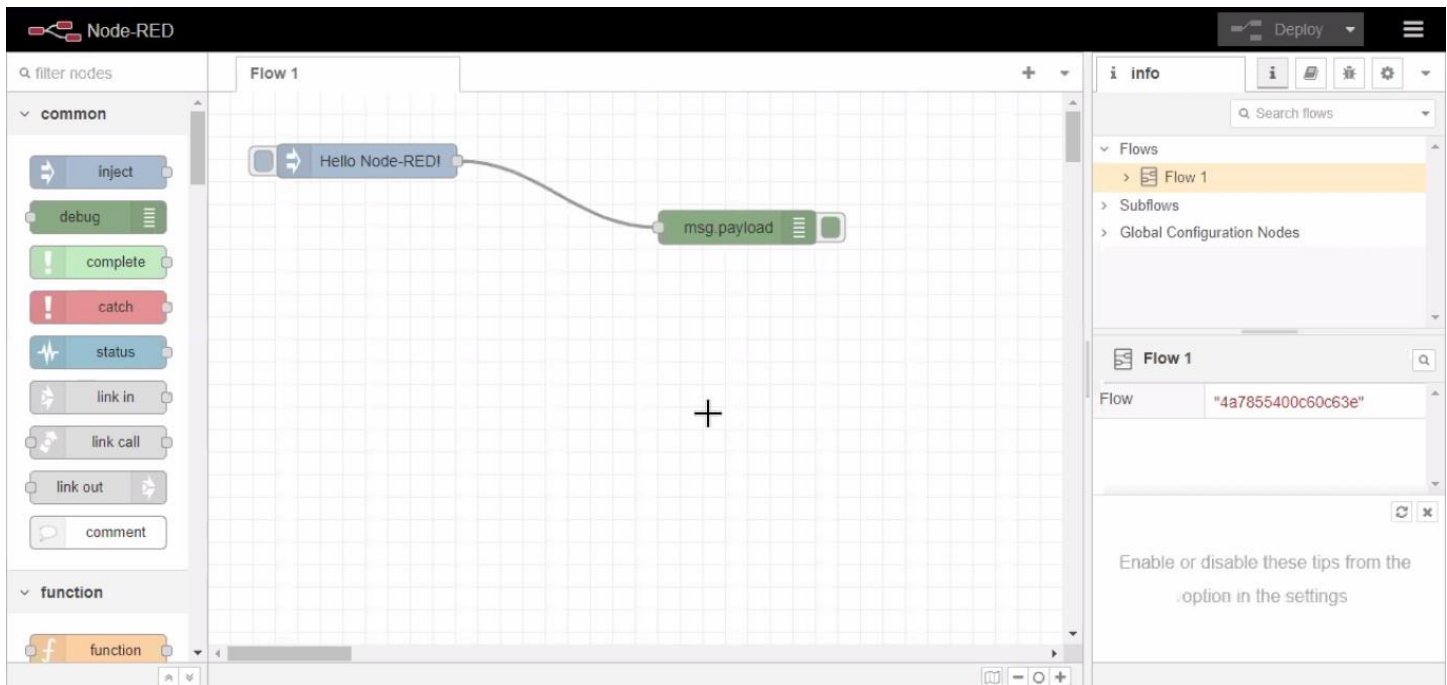 Node-RED
Deploy
filter nodes
Flow 1
i info
i
Search flows
common
inject
debug
complete
catch
status
link in
link call
link out
comment
function
f function
Hello Node-RED!
msg.payload
Flows
Flow 1
Subflows
Global Configuration Nodes
Flow 1
Flow "4a7855400c60c63e"
Enable or disable these tips from the
.option in the settings